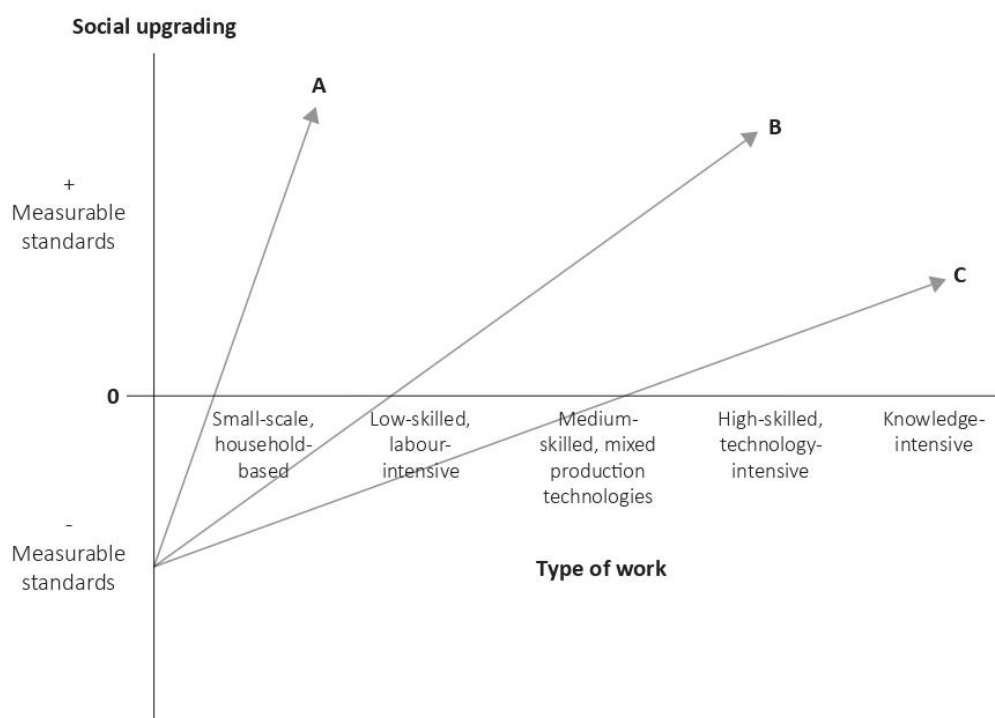 Social upgrading
A
B
+
Measurable
standards
C
0
Small-scale,
household-
based
Low-skilled,
labour-
intensive
Medium-
skilled, mixed
production
technologies
High-skilled,
technology-
intensive
Knowledge-
intensive
-
Measurable
standards
Type of work